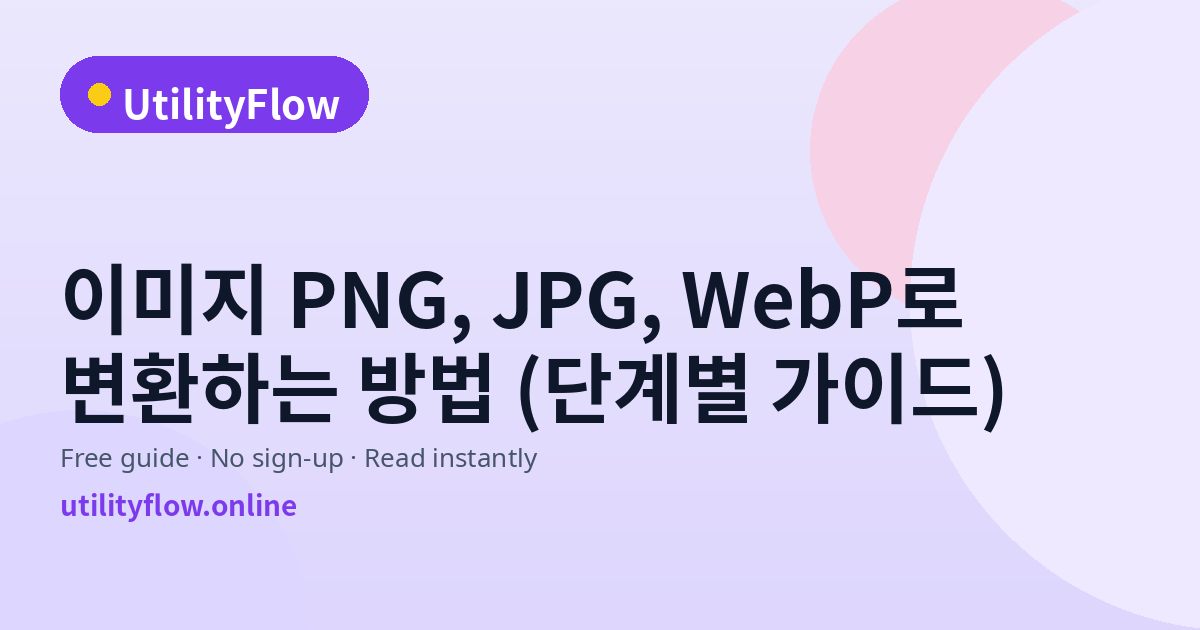 UtilityFlow
이미지 PNG, JPG, WebP로
변환하는 방법 (단계별 가이드)
Free guide · No sign-up · Read instantly
utilityflow.online